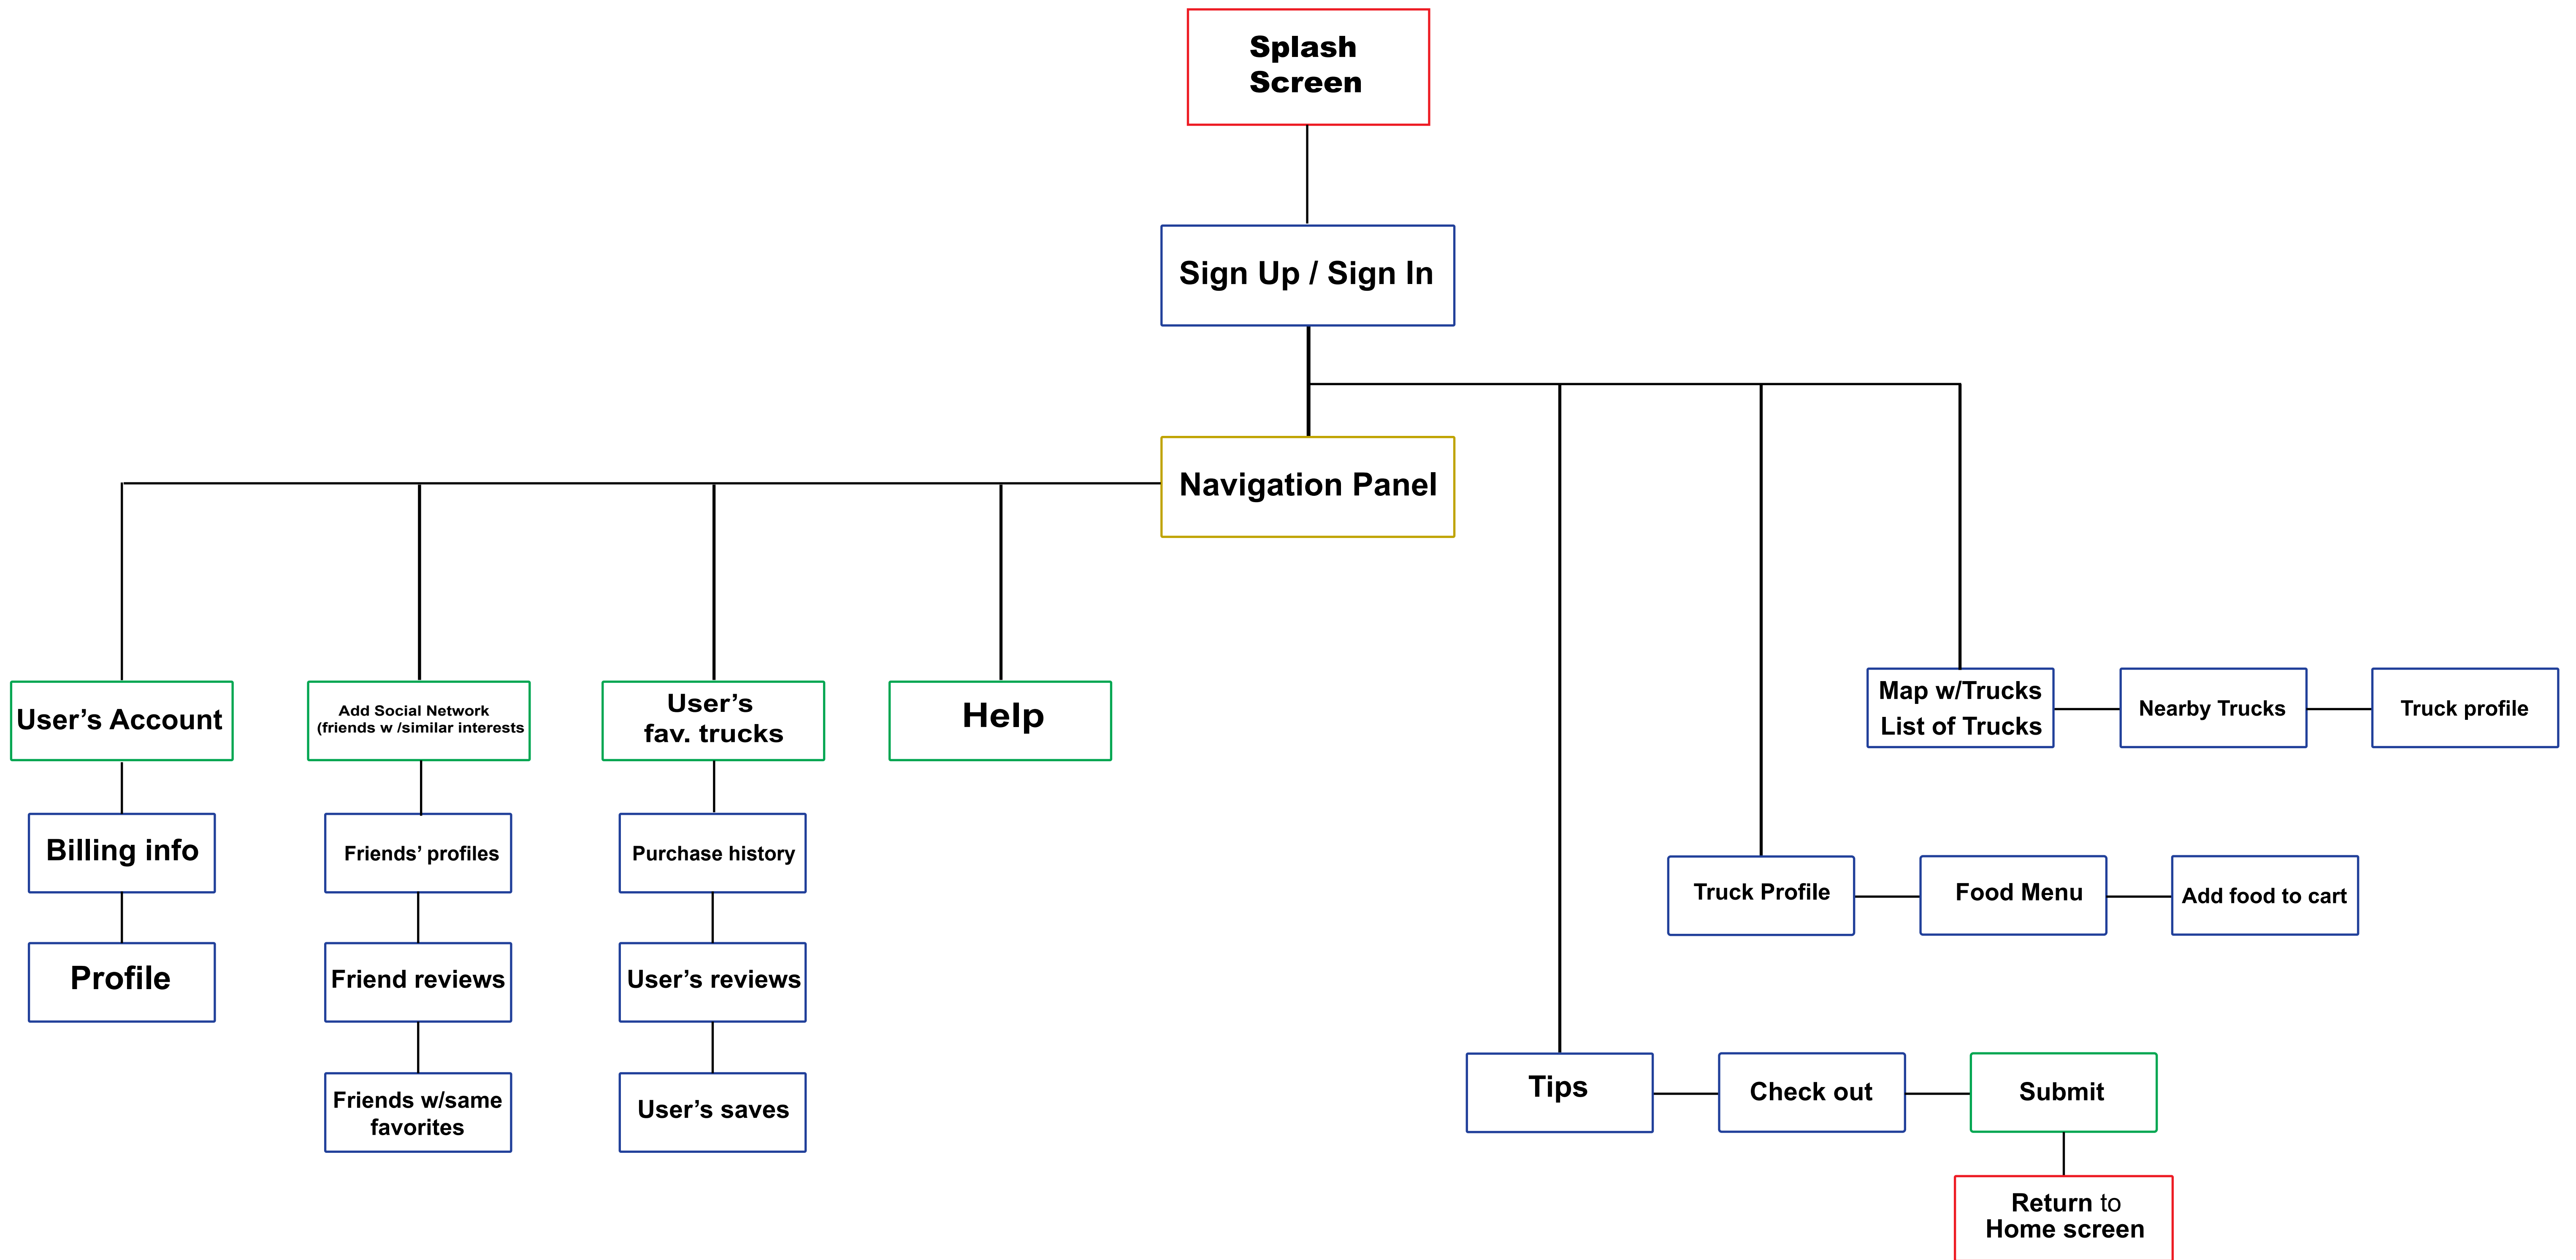 Splash
Screen
Sign Up / Sign In
Navigation Panel
User’s Account
Add Social Network
(friends w /similar interests
User’s
fav. trucks
Help
Map w/Trucks
List of Trucks
Nearby Trucks
Truck profile
Billing info
Friends’ profiles
Purchase history
Truck Profile
Food Menu
Add food to cart
Profile
Friend reviews
User’s reviews
Friends w/same
favorites
User’s saves
Tips
Check out
Submit
Return to
Home screen